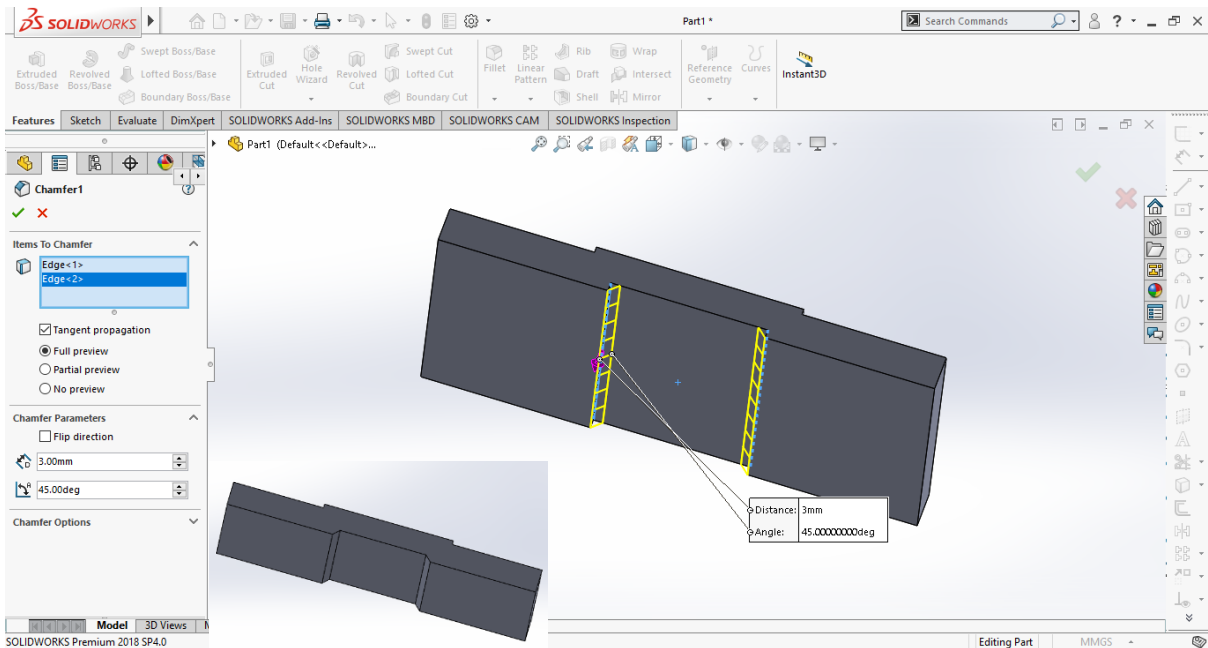 SOLIDWORKS
Part1 *
Search Commands
?
Extruded Boss/Base
Revolved Boss/Base
Swept Boss/Base
Lofted Boss/Base
Boundary Boss/Base
Extruded Cut
Hole Wizard
Revolved Cut
Swept Cut
Lofted Cut
Boundary Cut
Fillet
Linear Pattern
Rib
Draft
Shell
Wrap
Intersect
Mirror
Reference Geometry
Curves
Instant3D
Features
Sketch
Evaluate
DimXpert
SOLIDWORKS Add-Ins
SOLIDWORKS MBD
SOLIDWORKS CAM
SOLIDWORKS Inspection
Part1 (Default<<Default>...
Chamfer1
Items To Chamfer
Edge<1>
Edge<2>
Tangent propagation
Full preview
Partial preview
No preview
Chamfer Parameters
Flip direction
3.00mm
45.00deg
Chamfer Options
Distance: 3mm
Angle: 45.00000000deg
Model
3D Views
SOLIDWORKS Premium 2018 SP4.0
Editing Part
MMGS